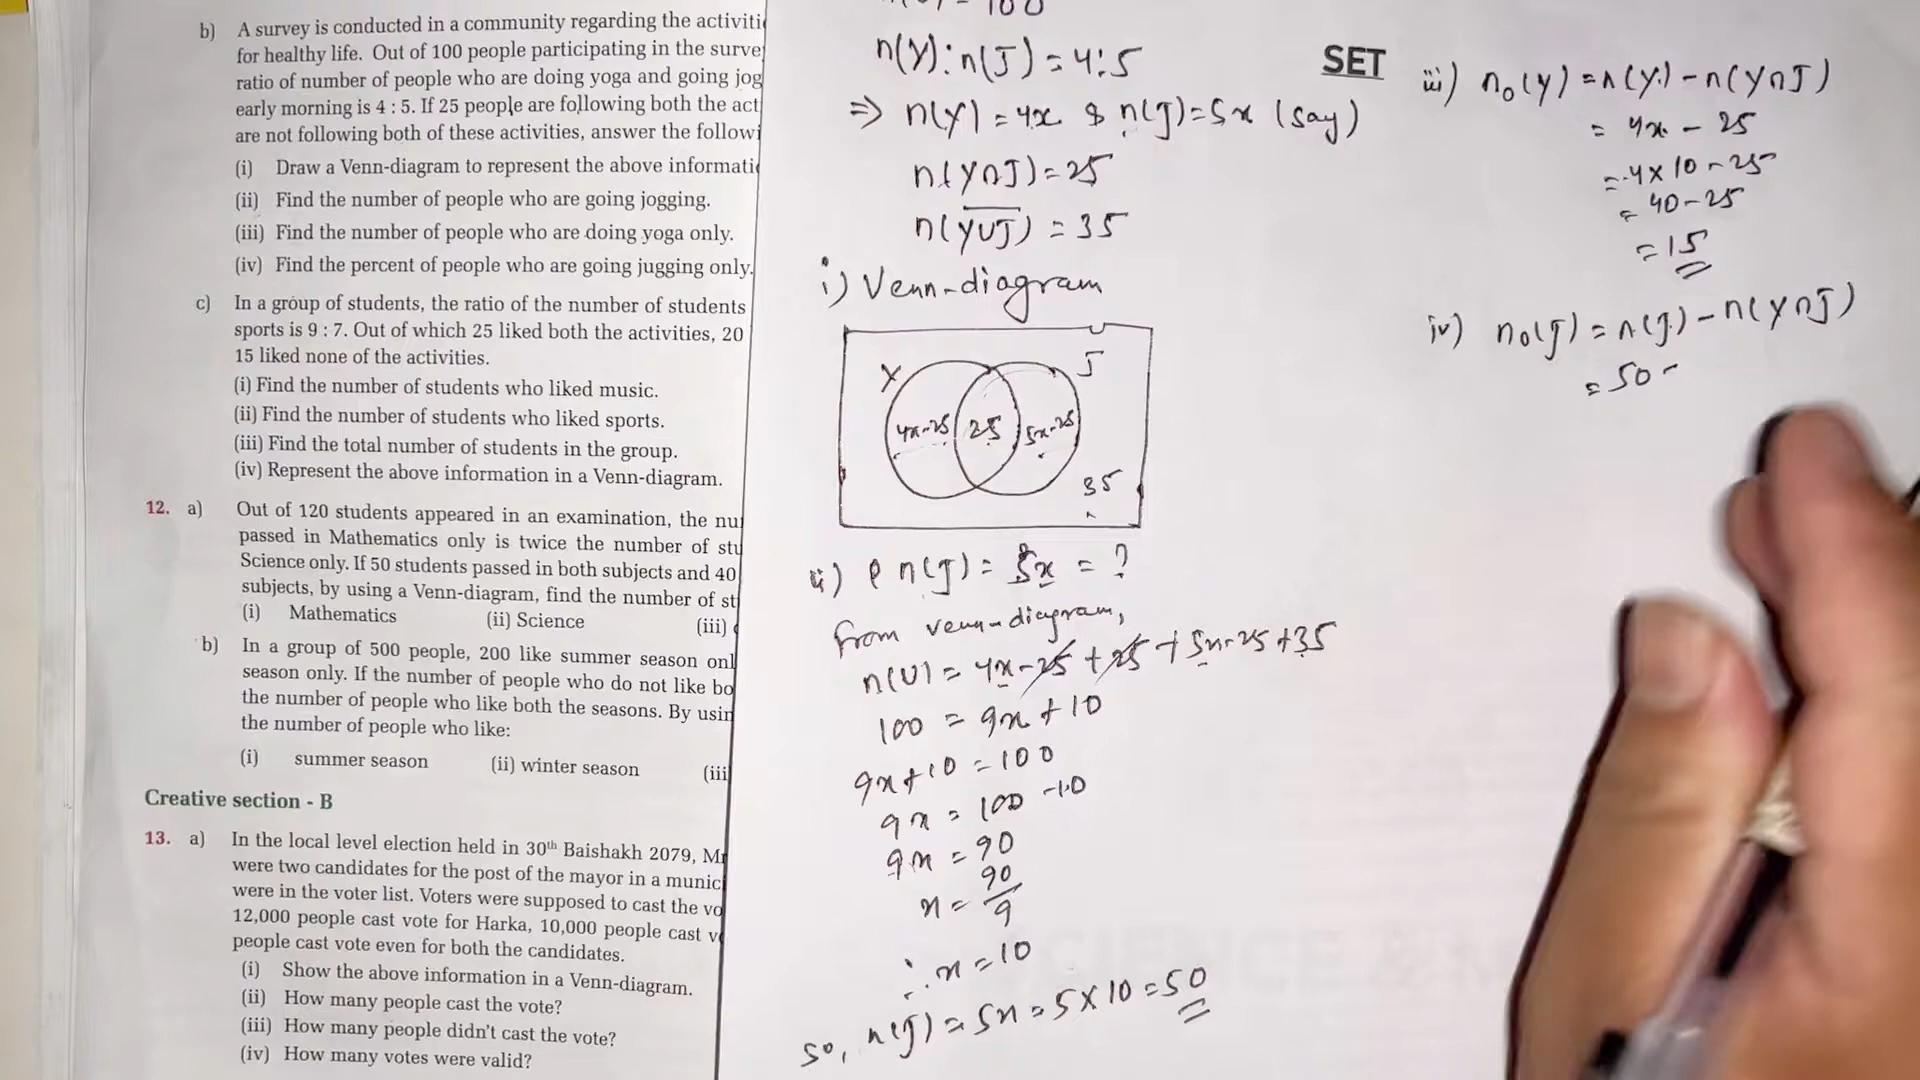 b) A survey is conducted in a community regarding the activiti
for healthy life. Out of 100 people participating in the surve
ratio of number of people who are doing yoga and going jog
early morning is 4 : 5. If 25 people are following both the act
are not following both of these activities, answer the followi
(i) Draw a Venn-diagram to represent the above informati
(ii) Find the number of people who are going jogging.
(iii) Find the number of people who are doing yoga only.
(iv) Find the percent of people who are going jugging only.
c) In a group of students, the ratio of the number of students
sports is 9 : 7. Out of which 25 liked both the activities, 20
15 liked none of the activities.
(i) Find the number of students who liked music.
(ii) Find the number of students who liked sports.
(iii) Find the total number of students in the group.
(iv) Represent the above information in a Venn-diagram.
12. a) Out of 120 students appeared in an examination, the nu
passed in Mathematics only is twice the number of stu
Science only. If 50 students passed in both subjects and 40
subjects, by using a Venn-diagram, find the number of st
(i) Mathematics (ii) Science (iii)
b) In a group of 500 people, 200 like summer season onl
season only. If the number of people who do not like bo
the number of people who like both the seasons. By usin
the number of people who like:
(i) summer season (ii) winter season (iii
Creative section - B
13. a) In the local level election held in 30th Baishakh 2079, Mr
were two candidates for the post of the mayor in a munic
were in the voter list. Voters were supposed to cast the vo
12,000 people cast vote for Harka, 10,000 people cast v
people cast vote even for both the candidates.
(i) Show the above information in a Venn-diagram.
(ii) How many people cast the vote?
(iii) How many people didn't cast the vote?
(iv) How many votes were valid?
= 100
n(Y) : n(J) = 4:5
⇒ n(Y) = 4x & n(J) = 5x (say)
n(Y∩J) = 25
n(\overline{Y∪J}) = 35
i) Venn-diagram
U
Y J
4x-25 25 5x-25
35
ii) n(J) = 5x = ?
from venn-diagram,
n(U) = 4x-25 + 25 + 5x-25 + 35
100 = 9x + 10
9x + 10 = 100
9x = 100 - 10
9x = 90
x = 90/9
∴ x = 10
so, n(J) = 5x = 5×10 = 50
SET
iii) n₀(Y) = n(Y) - n(Y∩J)
= 4x - 25
= 4×10 - 25
= 40-25
= 15
iv) n₀(J) = n(J) - n(Y∩J)
= 50 -